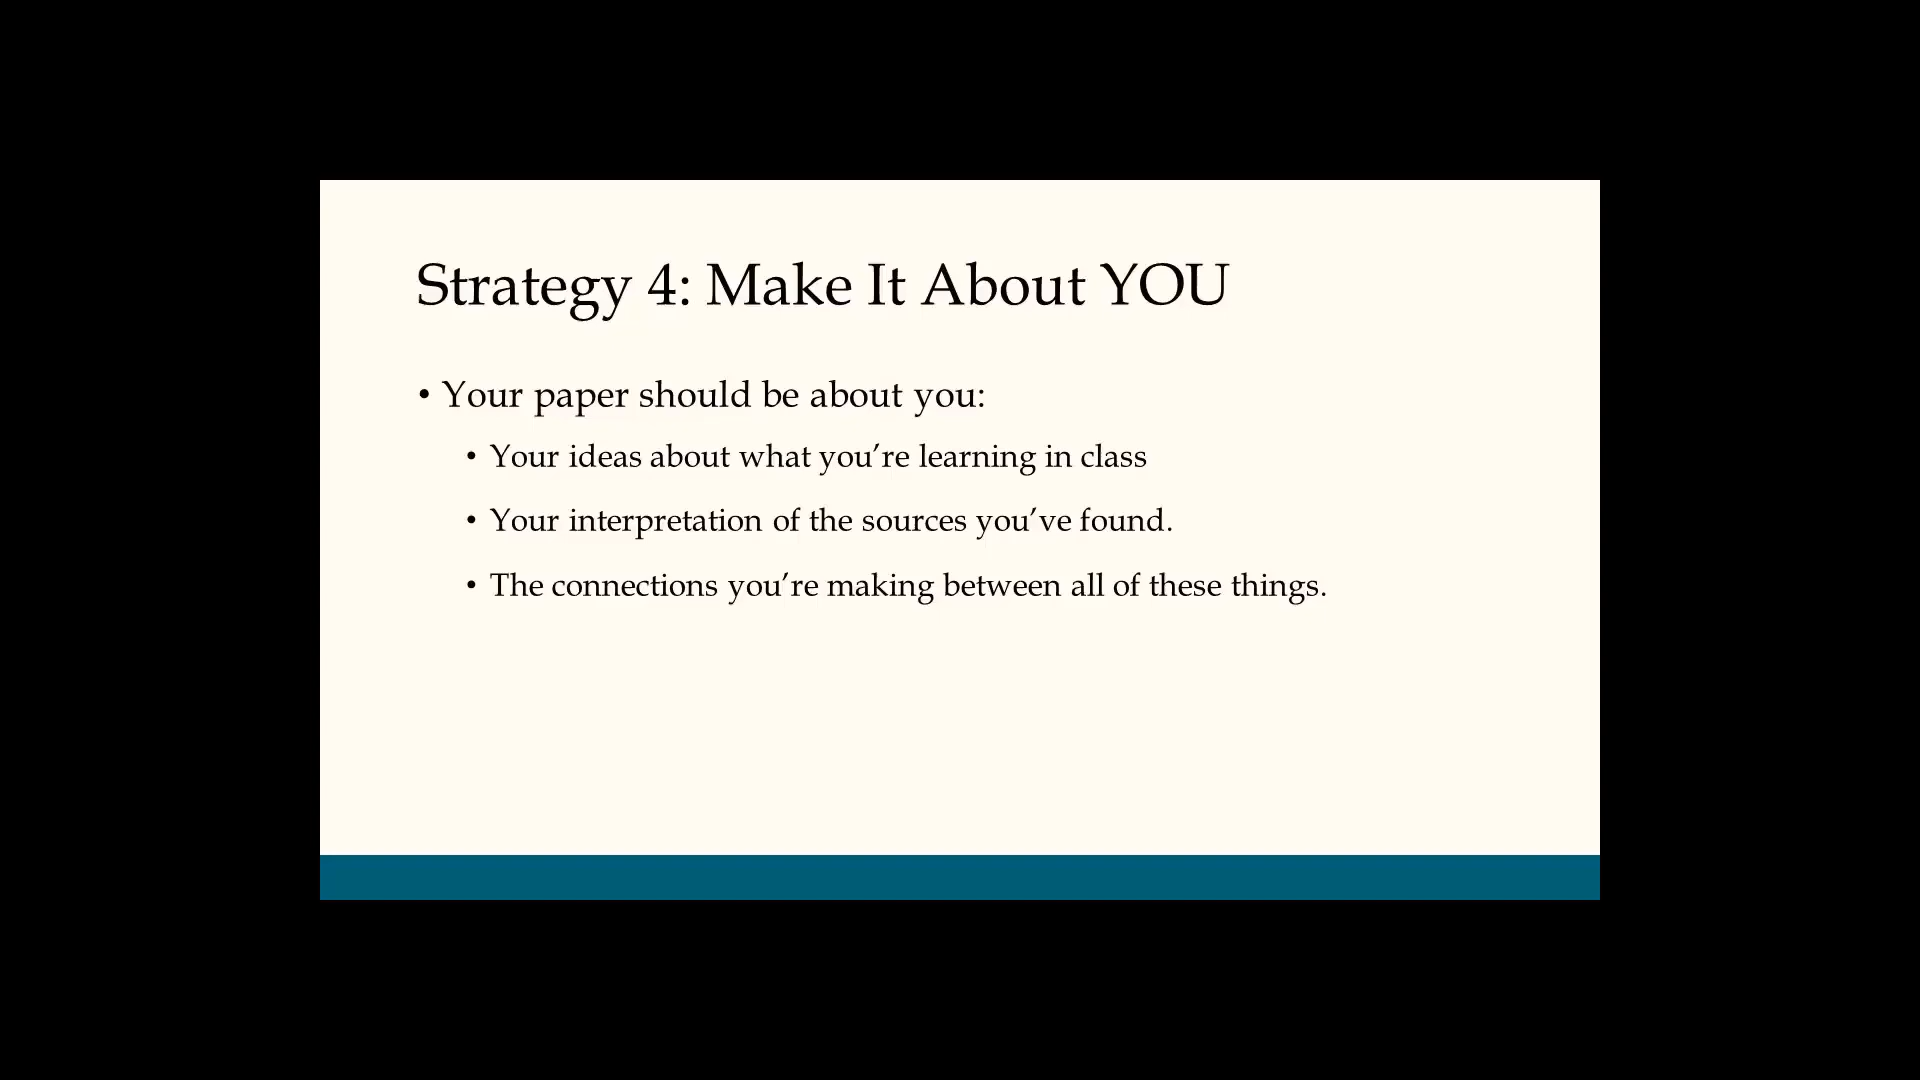 Strategy 4: Make It About YOU
• Your paper should be about you:
• Your ideas about what you’re learning in class
• Your interpretation of the sources you’ve found.
• The connections you’re making between all of these things.